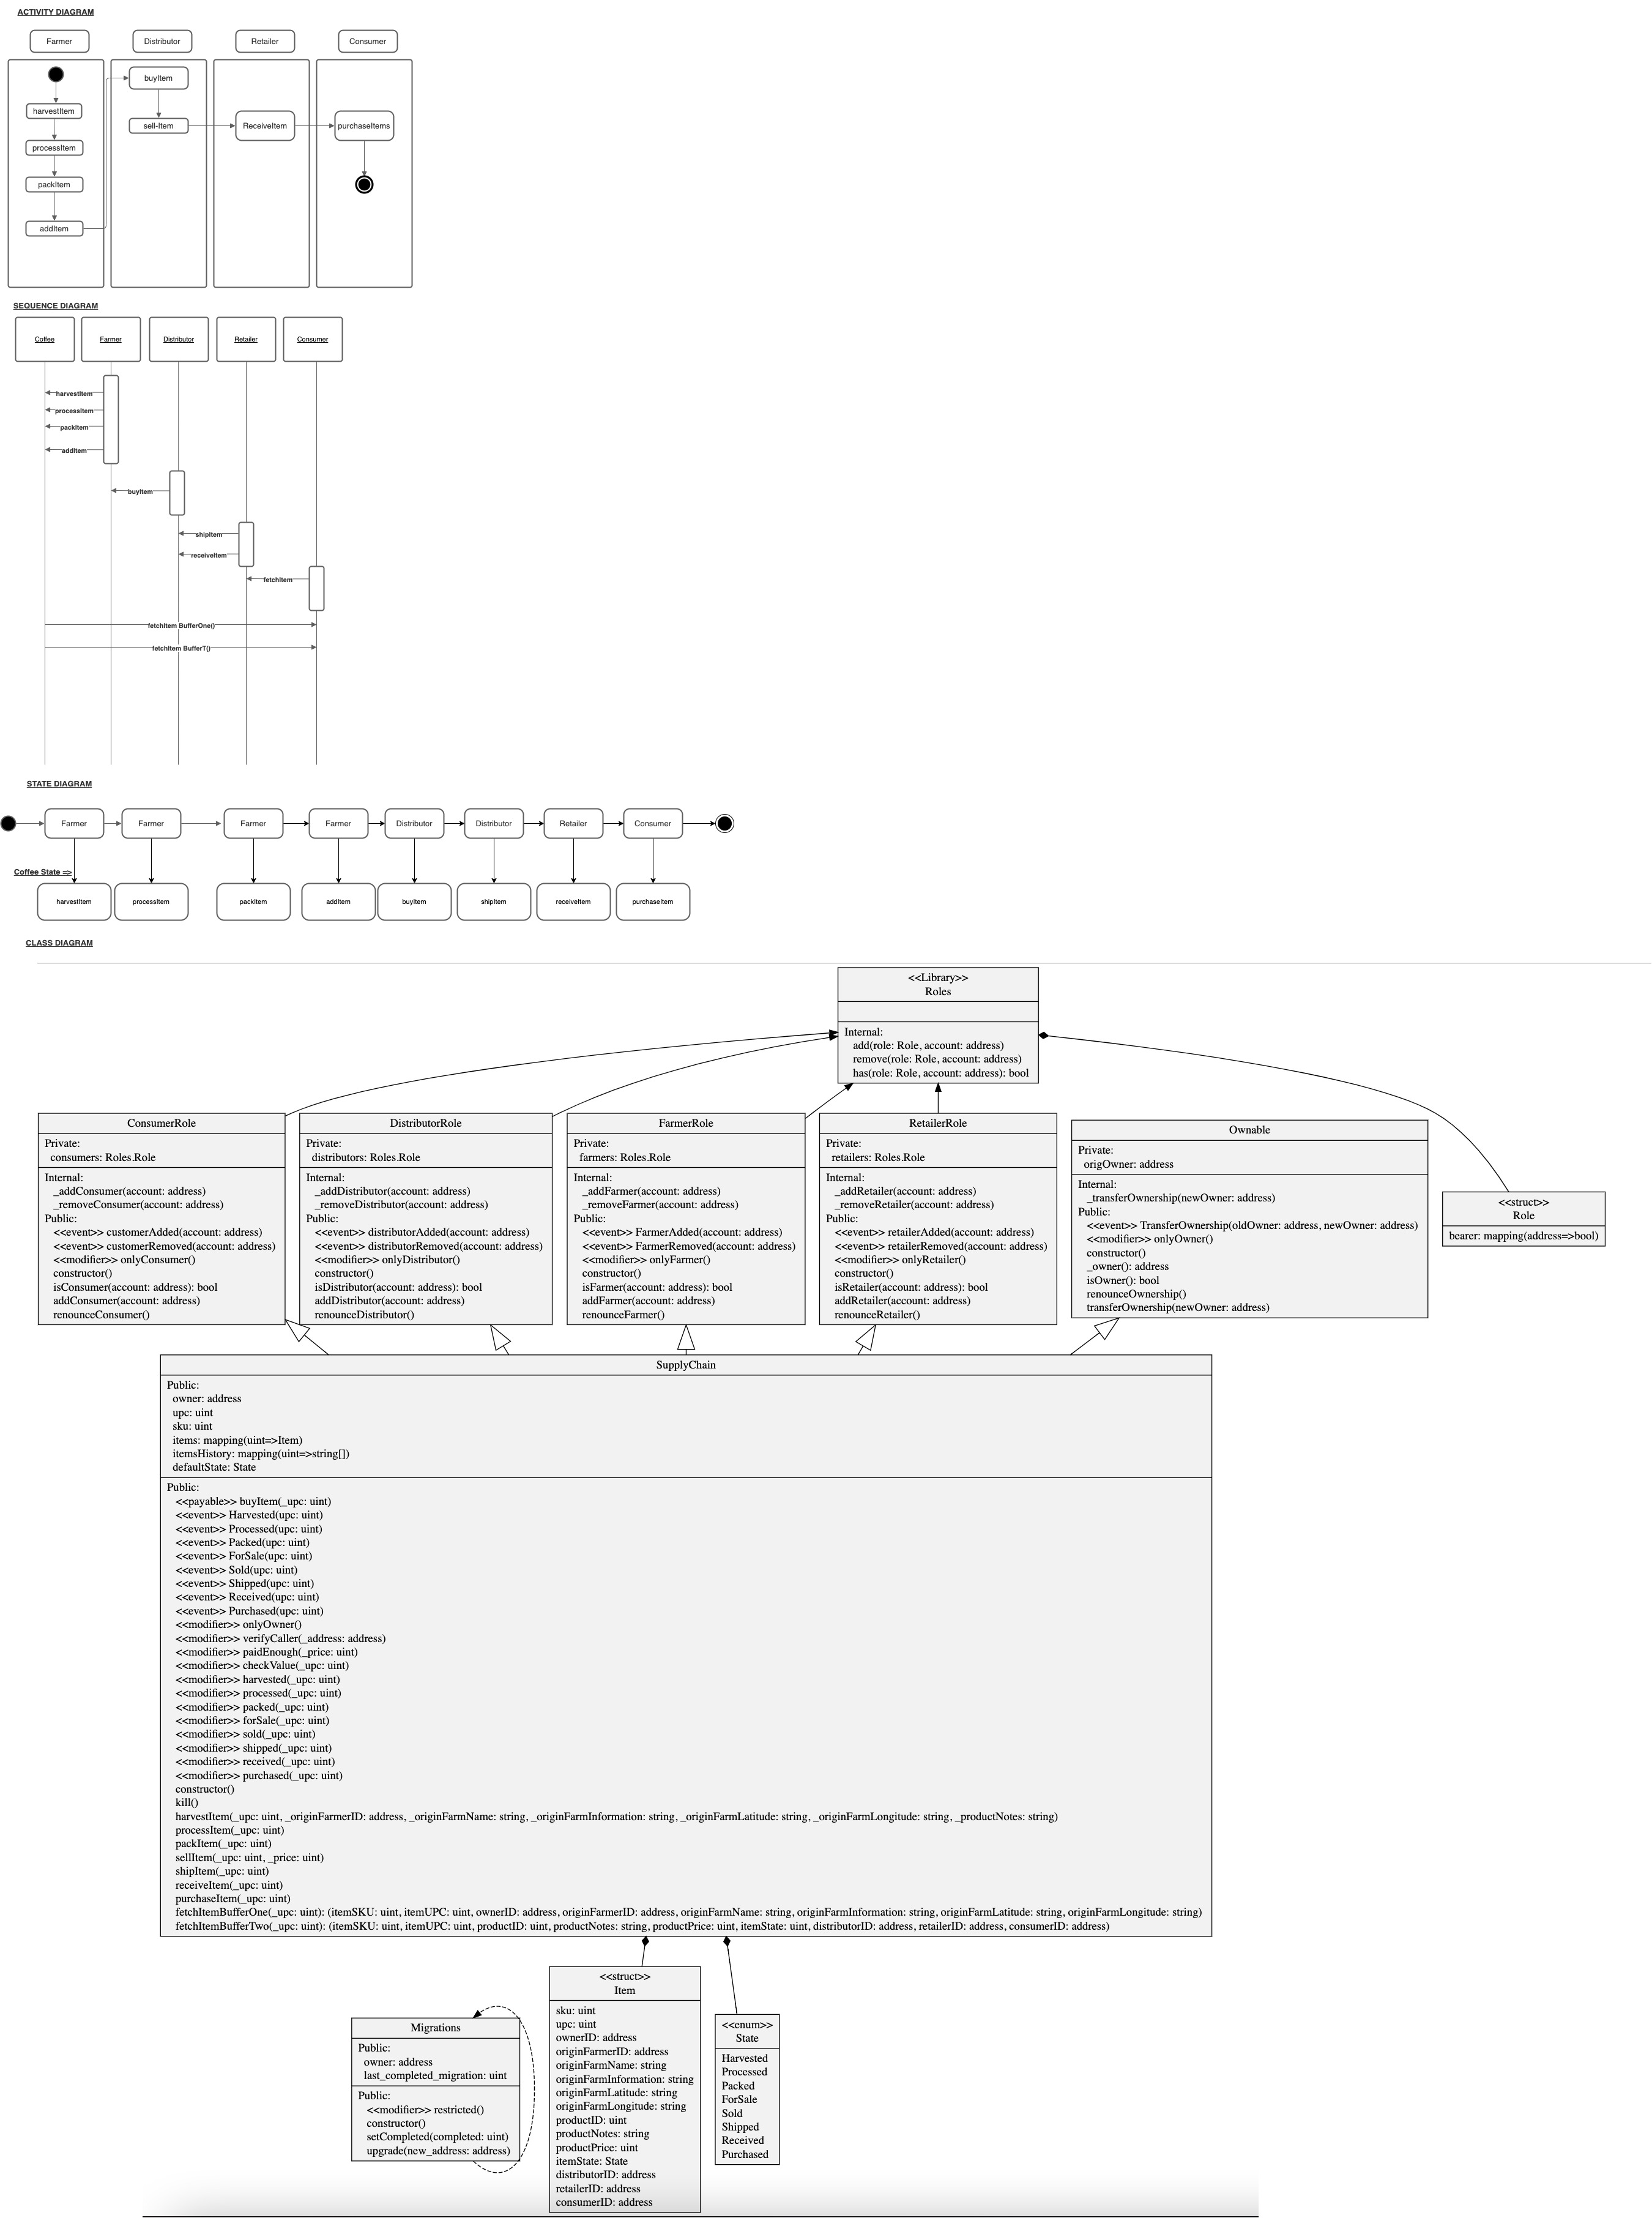 ACTIVITY DIAGRAM
Farmer
Distributor
Retailer
Consumer
buyItem
harvestItem
sell-Item
ReceiveItem
purchaseItems
processItem
packItem
addItem
SEQUENCE DIAGRAM
Coffee
Farmer
Distributor
Retailer
Consumer
harvestItem
processItem
packItem
addItem
buyItem
shipItem
receiveItem
fetchItem
fetchItem BufferOne()
fetchItem BufferT()
STATE DIAGRAM
Farmer
Farmer
Farmer
Farmer
Distributor
Distributor
Retailer
Consumer
Coffee State =>
harvestItem
processItem
packItem
addItem
buyItem
shipItem
receiveItem
purchaseItem
CLASS DIAGRAM
<<Library>>
Roles
Internal:
add(role: Role, account: address)
remove(role: Role, account: address)
has(role: Role, account: address): bool
ConsumerRole
Private:
consumers: Roles.Role
Internal:
_addConsumer(account: address)
_removeConsumer(account: address)
Public:
<<event>> customerAdded(account: address)
<<event>> customerRemoved(account: address)
<<modifier>> onlyConsumer()
constructor()
isConsumer(account: address): bool
addConsumer(account: address)
renounceConsumer()
DistributorRole
Private:
distributors: Roles.Role
Internal:
_addDistributor(account: address)
_removeDistributor(account: address)
Public:
<<event>> distributorAdded(account: address)
<<event>> distributorRemoved(account: address)
<<modifier>> onlyDistributor()
constructor()
isDistributor(account: address): bool
addDistributor(account: address)
renounceDistributor()
FarmerRole
Private:
farmers: Roles.Role
Internal:
_addFarmer(account: address)
_removeFarmer(account: address)
Public:
<<event>> FarmerAdded(account: address)
<<event>> FarmerRemoved(account: address)
<<modifier>> onlyFarmer()
constructor()
isFarmer(account: address): bool
addFarmer(account: address)
renounceFarmer()
RetailerRole
Private:
retailers: Roles.Role
Internal:
_addRetailer(account: address)
_removeRetailer(account: address)
Public:
<<event>> retailerAdded(account: address)
<<event>> retailerRemoved(account: address)
<<modifier>> onlyRetailer()
constructor()
isRetailer(account: address): bool
addRetailer(account: address)
renounceRetailer()
Ownable
Private:
origOwner: address
Internal:
_transferOwnership(newOwner: address)
Public:
<<event>> TransferOwnership(oldOwner: address, newOwner: address)
<<modifier>> onlyOwner()
constructor()
_owner(): address
isOwner(): bool
renounceOwnership()
transferOwnership(newOwner: address)
<<struct>>
Role
bearer: mapping(address=>bool)
SupplyChain
Public:
owner: address
upc: uint
sku: uint
items: mapping(uint=>Item)
itemsHistory: mapping(uint=>string[])
defaultState: State
Public:
<<payable>> buyItem(_upc: uint)
<<event>> Harvested(upc: uint)
<<event>> Processed(upc: uint)
<<event>> Packed(upc: uint)
<<event>> ForSale(upc: uint)
<<event>> Sold(upc: uint)
<<event>> Shipped(upc: uint)
<<event>> Received(upc: uint)
<<event>> Purchased(upc: uint)
<<modifier>> onlyOwner()
<<modifier>> verifyCaller(_address: address)
<<modifier>> paidEnough(_price: uint)
<<modifier>> checkValue(_upc: uint)
<<modifier>> harvested(_upc: uint)
<<modifier>> processed(_upc: uint)
<<modifier>> packed(_upc: uint)
<<modifier>> forSale(_upc: uint)
<<modifier>> sold(_upc: uint)
<<modifier>> shipped(_upc: uint)
<<modifier>> received(_upc: uint)
<<modifier>> purchased(_upc: uint)
constructor()
kill()
harvestItem(_upc: uint, _originFarmerID: address, _originFarmName: string, _originFarmInformation: string, _originFarmLatitude: string, _originFarmLongitude: string, _productNotes: string)
processItem(_upc: uint)
packItem(_upc: uint)
sellItem(_upc: uint, _price: uint)
shipItem(_upc: uint)
receiveItem(_upc: uint)
purchaseItem(_upc: uint)
fetchItemBufferOne(_upc: uint): (itemSKU: uint, itemUPC: uint, ownerID: address, originFarmerID: address, originFarmName: string, originFarmInformation: string, originFarmLatitude: string, originFarmLongitude: string)
fetchItemBufferTwo(_upc: uint): (itemSKU: uint, itemUPC: uint, productID: uint, productNotes: string, productPrice: uint, itemState: uint, distributorID: address, retailerID: address, consumerID: address)
Migrations
Public:
owner: address
last_completed_migration: uint
Public:
<<modifier>> restricted()
constructor()
setCompleted(completed: uint)
upgrade(new_address: address)
<<struct>>
Item
sku: uint
upc: uint
ownerID: address
originFarmerID: address
originFarmName: string
originFarmInformation: string
originFarmLatitude: string
originFarmLongitude: string
productID: uint
productNotes: string
productPrice: uint
itemState: State
distributorID: address
retailerID: address
consumerID: address
<<enum>>
State
Harvested
Processed
Packed
ForSale
Sold
Shipped
Received
Purchased